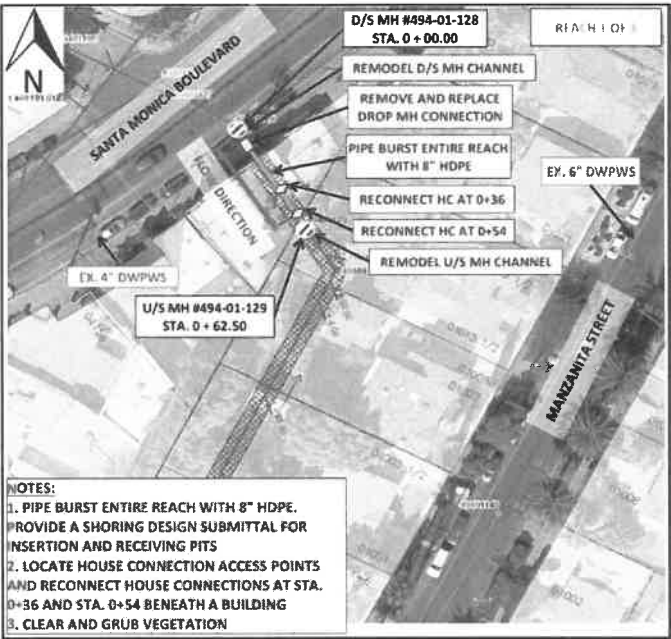 D/S MH #494-01-128
STA. 0 + 00.00
REACH 1 OF
N
REMODEL D/S MH CHANNEL
SANTA MONICA BOULEVARD
REMOVE AND REPLACE
DROP MH CONNECTION
PIPE BURST ENTIRE REACH
WITH 8" HDPE
EX. 6" DWPWS
RECONNECT HC AT 0+36
DIRECTION
RECONNECT HC AT 0+54
REMODEL U/S MH CHANNEL
EX. 4" DWPWS
U/S MH #494-01-129
STA. 0 + 62.50
MANZANITA STREET
NOTES:
1. PIPE BURST ENTIRE REACH WITH 8" HDPE.
PROVIDE A SHORING DESIGN SUBMITTAL FOR
INSERTION AND RECEIVING PITS
2. LOCATE HOUSE CONNECTION ACCESS POINTS
AND RECONNECT HOUSE CONNECTIONS AT STA.
0+36 AND STA. 0+54 BENEATH A BUILDING
3. CLEAR AND GRUB VEGETATION